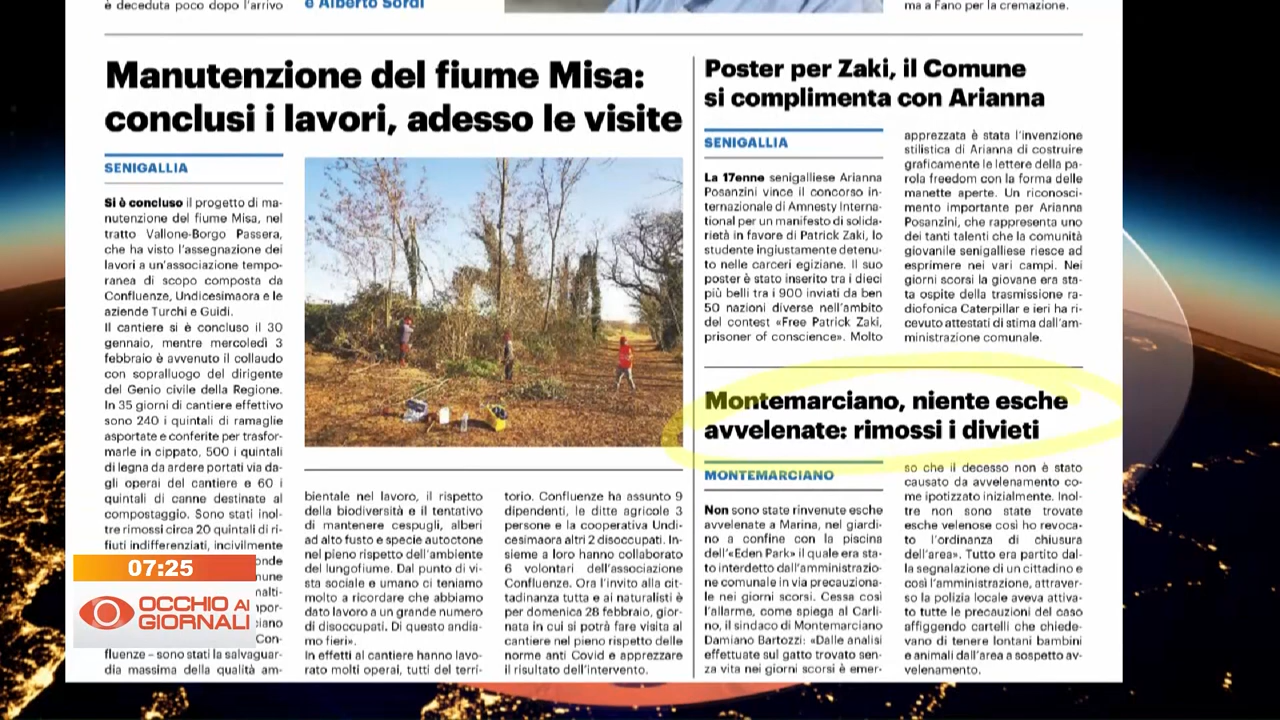 è deceduta poco dopo l'arrivo
e Alberto Sordi
ma a Fano per la cremazione.
Manutenzione del fiume Misa:
conclusi i lavori, adesso le visite
SENIGALLIA
Si è concluso il progetto di ma-
nutenzione del fiume Misa, nel
tratto Vallone-Borgo Passera,
che ha visto l'assegnazione dei
lavori a un'associazione tempo-
ranea di scopo composta da
Confluenze, Undicesimaora e le
aziende Turchi e Guidi.
Il cantiere si è concluso il 30
gennaio, mentre mercoledì 3
febbraio è avvenuto il collaudo
con sopralluogo del dirigente
del Genio civile della Regione.
In 35 giorni di cantiere effettivo
sono 240 i quintali di ramaglie
asportate e conferite per trasfor-
marle in cippato, 500 i quintali
di legna da ardere portati via da-
gli operai del cantiere e 60 i
quintali di canne destinate al
compostaggio. Sono stati inol-
tre rimossi circa 20 quintali di ri-
fiuti indifferenziati, incivilmente
fluenze – sono stati la salvaguar-
dia massima della qualità am-
bientale nel lavoro, il rispetto
della biodiversità e il tentativo
di mantenere cespugli, alberi
ad alto fusto e specie autoctone
nel pieno rispetto dell'ambiente
del lungofiume. Dal punto di vi-
sta sociale e umano ci teniamo
molto a ricordare che abbiamo
dato lavoro a un grande numero
di disoccupati. Di questo andia-
mo fieri».
In effetti al cantiere hanno lavo-
rato molti operai, tutti del terri-
torio. Confluenze ha assunto 9
dipendenti, le ditte agricole 3
persone e la cooperativa Undi-
cesimaora altri 2 disoccupati. In-
sieme a loro hanno collaborato
6 volontari dell'associazione
Confluenze. Ora l'invito alla cit-
tadinanza tutta e ai naturalisti è
per domenica 28 febbraio, gior-
nata in cui si potrà fare visita al
cantiere nel pieno rispetto delle
norme anti Covid e apprezzare
il risultato dell'intervento.
Poster per Zaki, il Comune
si complimenta con Arianna
SENIGALLIA
La 17enne senigalliese Arianna
Posanzini vince il concorso in-
ternazionale di Amnesty Interna-
tional per un manifesto di solida-
rietà in favore di Patrick Zaki, lo
studente ingiustamente detenu-
to nelle carceri egiziane. Il suo
poster è stato inserito tra i dieci
più belli tra i 900 inviati da ben
50 nazioni diverse nell'ambito
del contest «Free Patrick Zaki,
prisoner of conscience». Molto
apprezzata è stata l'invenzione
stilistica di Arianna di costruire
graficamente le lettere della pa-
rola freedom con la forma delle
manette aperte. Un riconosci-
mento importante per Arianna
Posanzini, che rappresenta uno
dei tanti talenti che la comunità
giovanile senigalliese riesce ad
esprimere nei vari campi. Nei
giorni scorsi la giovane era sta-
ta ospite della trasmissione ra-
diofonica Caterpillar e ieri ha ri-
cevuto attestati di stima dall'am-
ministrazione comunale.
Montemarciano, niente esche
avvelenate: rimossi i divieti
MONTEMARCIANO
Non sono state rinvenute esche
avvelenate a Marina, nel giardi-
no a confine con la piscina
dell'«Eden Park» il quale era sta-
to interdetto dall'amministrazio-
ne comunale in via precauziona-
le nei giorni scorsi. Cessa così
l'allarme, come spiega al Carli-
no, il sindaco di Montemarciano
Damiano Bartozzi: «Dalle analisi
effettuate sul gatto trovato sen-
za vita nei giorni scorsi è emer-
so che il decesso non è stato
causato da avvelenamento co-
me ipotizzato inizialmente. Inol-
tre non sono state trovate
esche velenose così ho revoca-
to l'ordinanza di chiusura
dell'area». Tutto era partito dal-
la segnalazione di un cittadino e
così l'amministrazione, attraver-
so la polizia locale aveva attiva-
to tutte le precauzioni del caso
affiggendo cartelli che chiede-
vano di tenere lontani bambini
e animali dall'area a sospetto av-
velenamento.
07:25
OCCHIO AI
GIORNALI